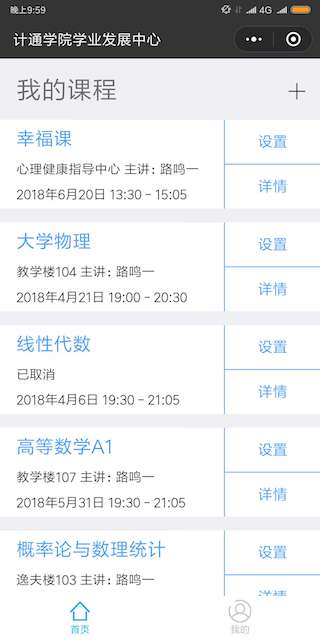 晚上9:59
4G
计通学院学业发展中心
我的课程
幸福课
设置
心理健康指导中心 主讲：路鸣一
详情
2018年6月20日 13:30 - 15:05
大学物理
设置
教学楼104 主讲：路鸣一
详情
2018年4月21日 19:00 - 20:30
线性代数
设置
已取消
详情
2018年4月6日 19:30 - 21:05
高等数学A1
设置
教学楼107 主讲：路鸣一
详情
2018年5月31日 19:30 - 21:05
概率论与数理统计
设置
逸夫楼103 主讲：路鸣一
详情
首页
我的